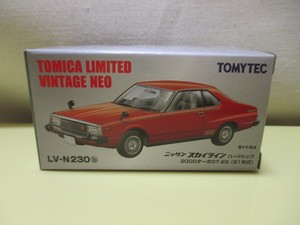 TOMICA LIMITED
VINTAGE NEO
TOMYTEC
LV-N230 b
ニッサン スカイライン ハードトップ
2000ターボGT-ES (81年式)